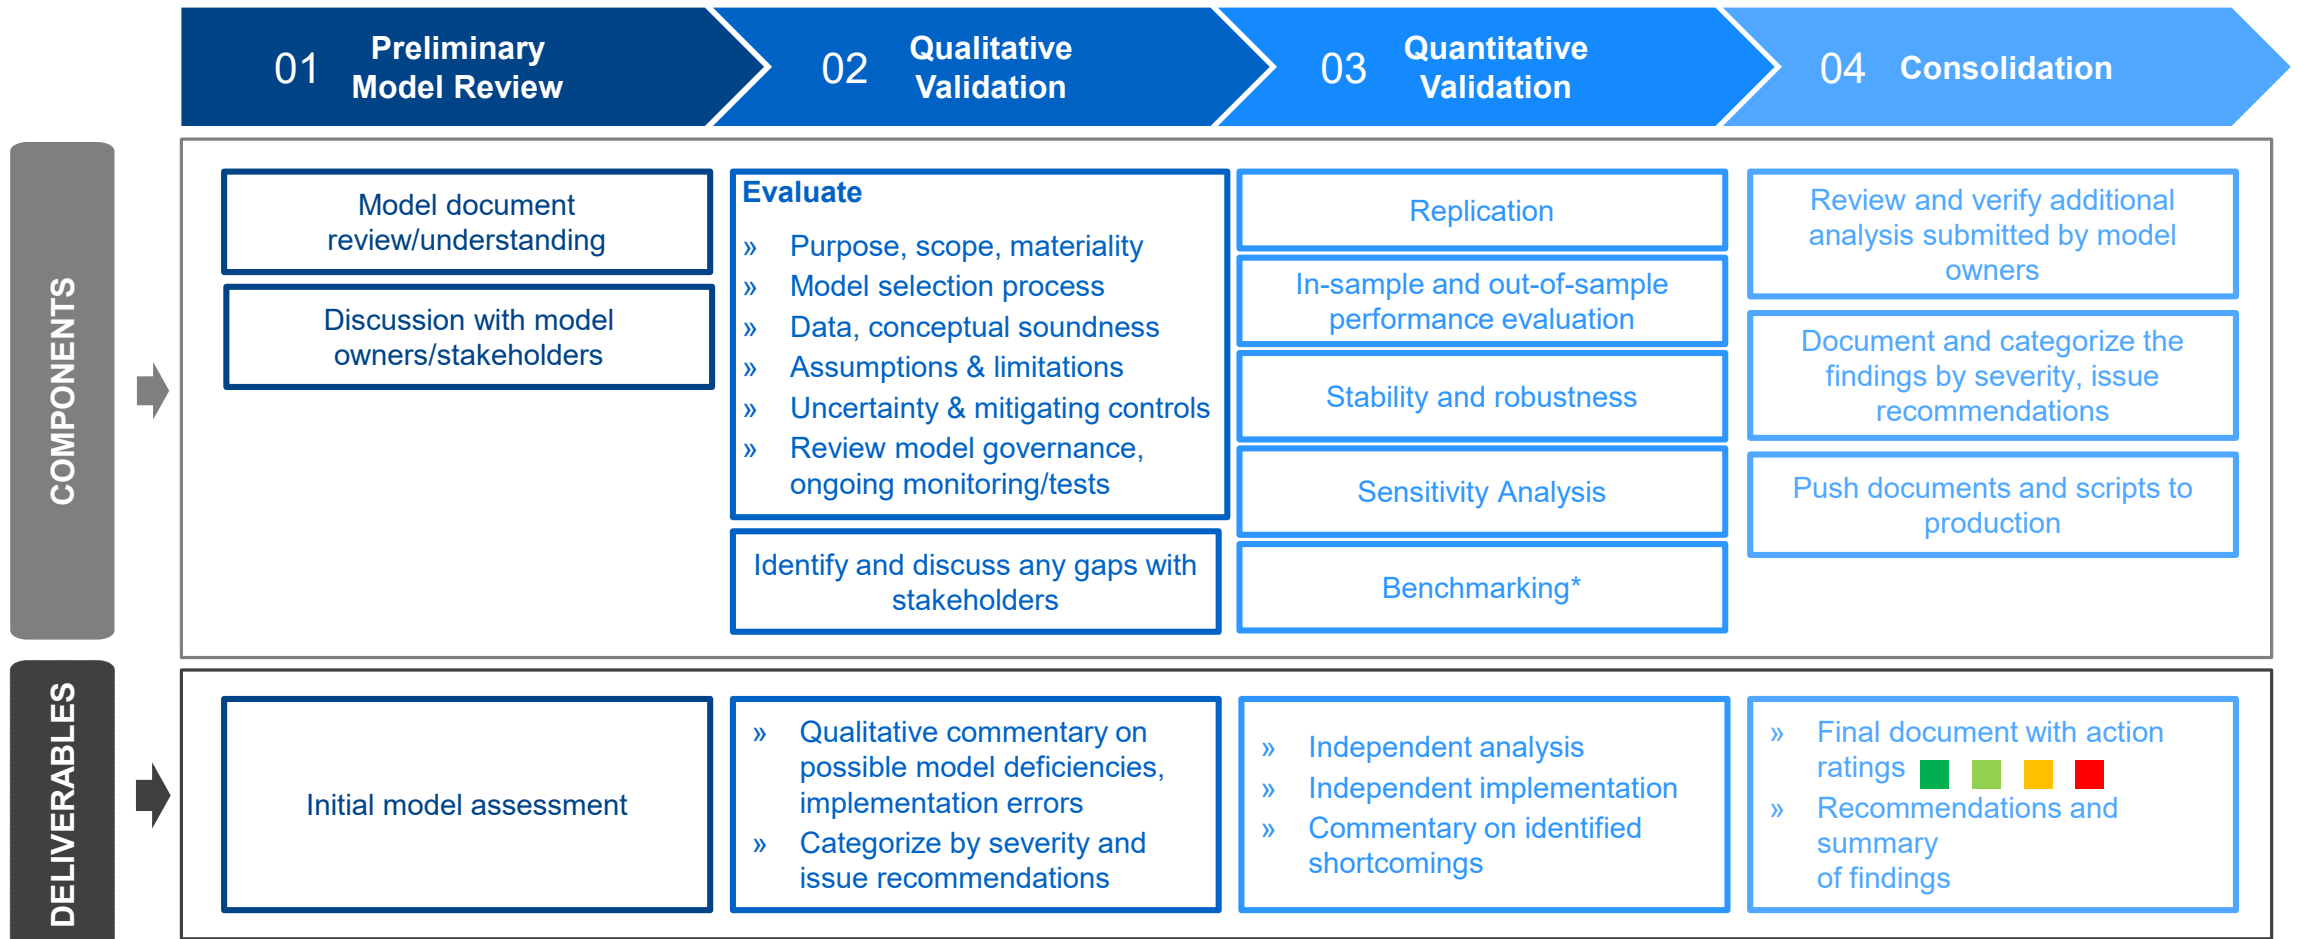 01 Preliminary
Model Review
02 Qualitative
Validation
03 Quantitative
Validation
04 Consolidation
COMPONENTS
Model document
review/understanding
Discussion with model
owners/stakeholders
Evaluate
» Purpose, scope, materiality
» Model selection process
» Data, conceptual soundness
» Assumptions & limitations
» Uncertainty & mitigating controls
» Review model governance,
ongoing monitoring/tests
Identify and discuss any gaps with
stakeholders
Replication
In-sample and out-of-sample
performance evaluation
Stability and robustness
Sensitivity Analysis
Benchmarking*
Review and verify additional
analysis submitted by model
owners
Document and categorize the
findings by severity, issue
recommendations
Push documents and scripts to
production
DELIVERABLES
Initial model assessment
» Qualitative commentary on
possible model deficiencies,
implementation errors
» Categorize by severity and
issue recommendations
» Independent analysis
» Independent implementation
» Commentary on identified
shortcomings
» Final document with action
ratings
» Recommendations and
summary
of findings